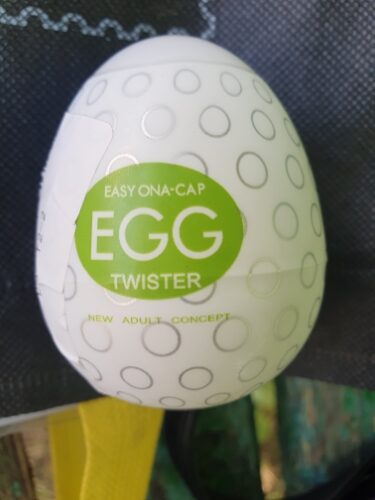 EASY ONA-CAP
EGG
TWISTER
NEW ADULT CONCEPT